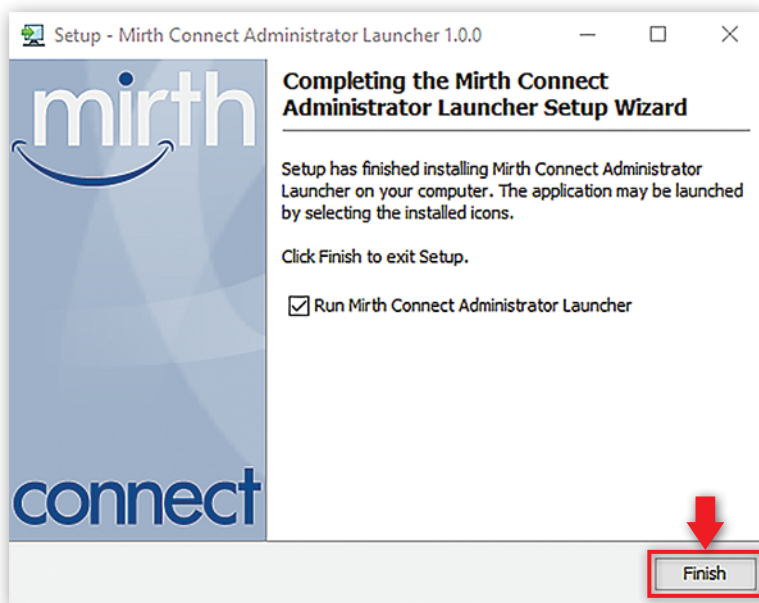 Setup - Mirth Connect Administrator Launcher 1.0.0
mirth
connect
Completing the Mirth Connect
Administrator Launcher Setup Wizard
Setup has finished installing Mirth Connect Administrator
Launcher on your computer. The application may be launched
by selecting the installed icons.
Click Finish to exit Setup.
Run Mirth Connect Administrator Launcher
Finish